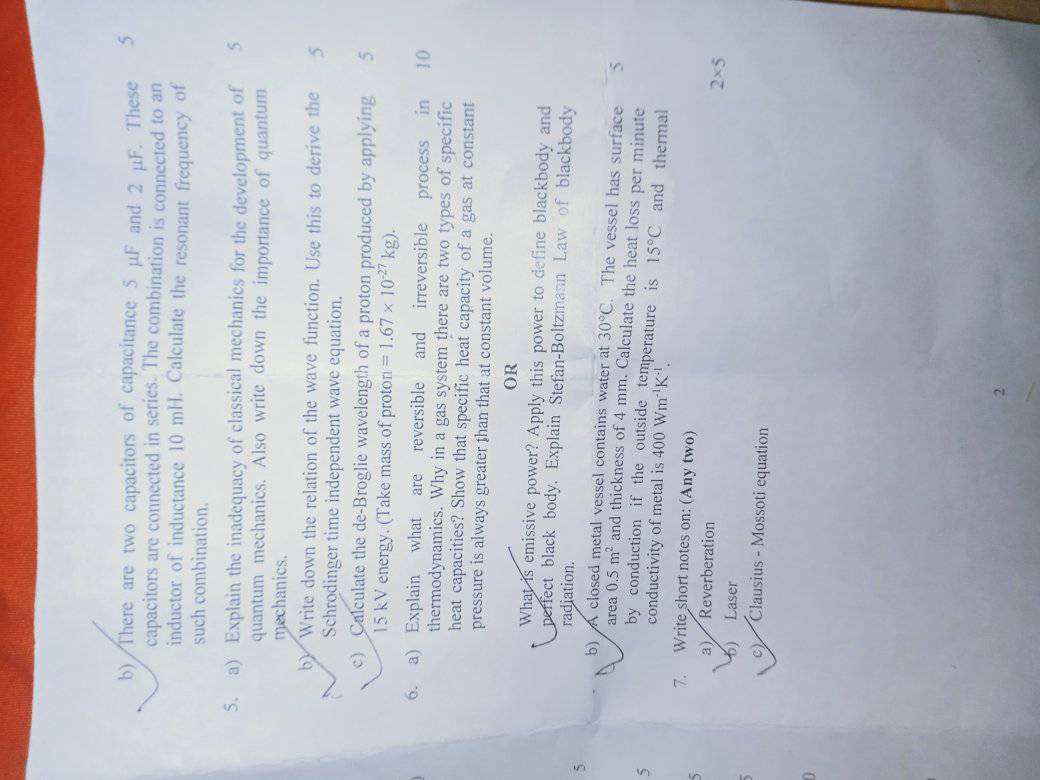 b) There are two capacitors of capacitance 5 μF and 2 μF. These 5
capacitors are connected in series. The combination is connected to an
inductor of inductance 10 mH. Calculate the resonant frequency of
such combination.
5. a) Explain the inadequacy of classical mechanics for the development of 5
quantum mechanics. Also write down the importance of quantum
mechanics.
b) Write down the relation of the wave function. Use this to derive the 5
Schrodinger time independent wave equation.
c) Calculate the de-Broglie wavelength of a proton produced by applying 5
15 kV energy. (Take mass of proton = 1.67 × 10⁻²⁷ kg).
6. a) Explain what are reversible and irreversible process in 10
thermodynamics. Why in a gas system there are two types of specific
heat capacities? Show that specific heat capacity of a gas at constant
pressure is always greater than that at constant volume.
OR
What is emissive power? Apply this power to define blackbody and
perfect black body. Explain Stefan-Boltzmann Law of blackbody
radiation.
b) A closed metal vessel contains water at 30°C. The vessel has surface 5
area 0.5 m² and thickness of 4 mm. Calculate the heat loss per minute
by conduction if the outside temperature is 15°C and thermal
conductivity of metal is 400 Wm⁻¹K⁻¹.
7. Write short notes on: (Any two) 2×5
a) Reverberation
b) Laser
c) Clausius - Mossoti equation
2
5
5
5
5
0